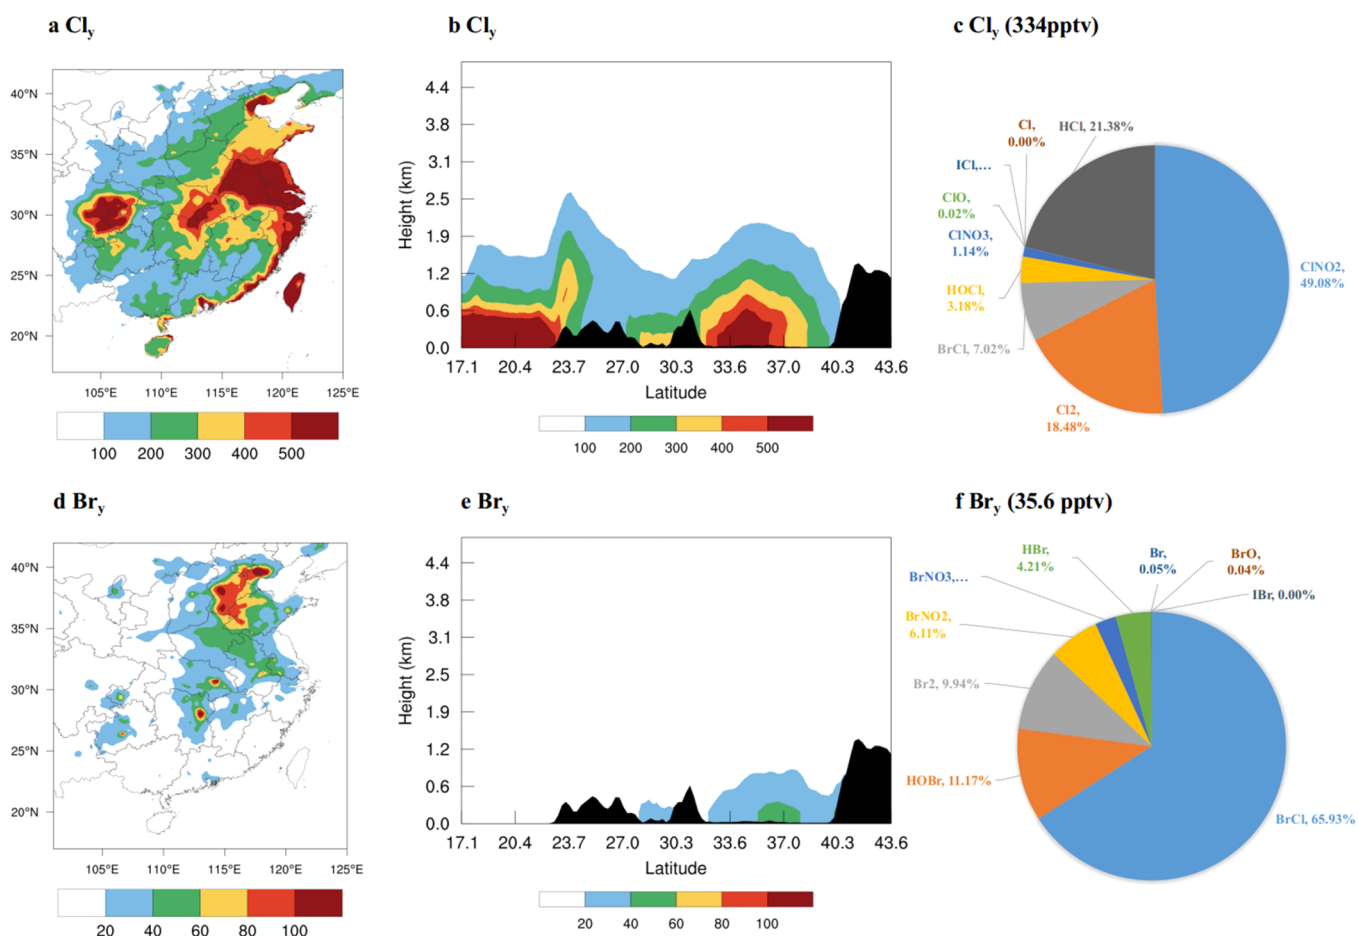 a Cly
40°N
35°N
30°N
25°N
20°N
105°E 110°E 115°E 120°E 125°E
100 200 300 400 500
b Cly
Height (km)
4.4
3.8
3.1
2.5
1.9
1.2
0.6
0.0
17.1 20.4 23.7 27.0 30.3 33.6 37.0 40.3 43.6
Latitude
100 200 300 400 500
c Cly (334pptv)
Cl,
0.00%
HCl, 21.38%
ICl,...
ClO,
0.02%
ClNO3,
1.14%
HOCl,
3.18%
BrCl, 7.02%
Cl2,
18.48%
ClNO2,
49.08%
d Bry
40°N
35°N
30°N
25°N
20°N
105°E 110°E 115°E 120°E 125°E
20 40 60 80 100
e Bry
Height (km)
4.4
3.8
3.1
2.5
1.9
1.2
0.6
0.0
17.1 20.4 23.7 27.0 30.3 33.6 37.0 40.3 43.6
Latitude
20 40 60 80 100
f Bry (35.6 pptv)
HBr,
4.21%
Br,
0.05%
BrO,
0.04%
IBr, 0.00%
BrNO3,...
BrNO2,
6.11%
Br2, 9.94%
HOBr, 11.17%
BrCl, 65.93%